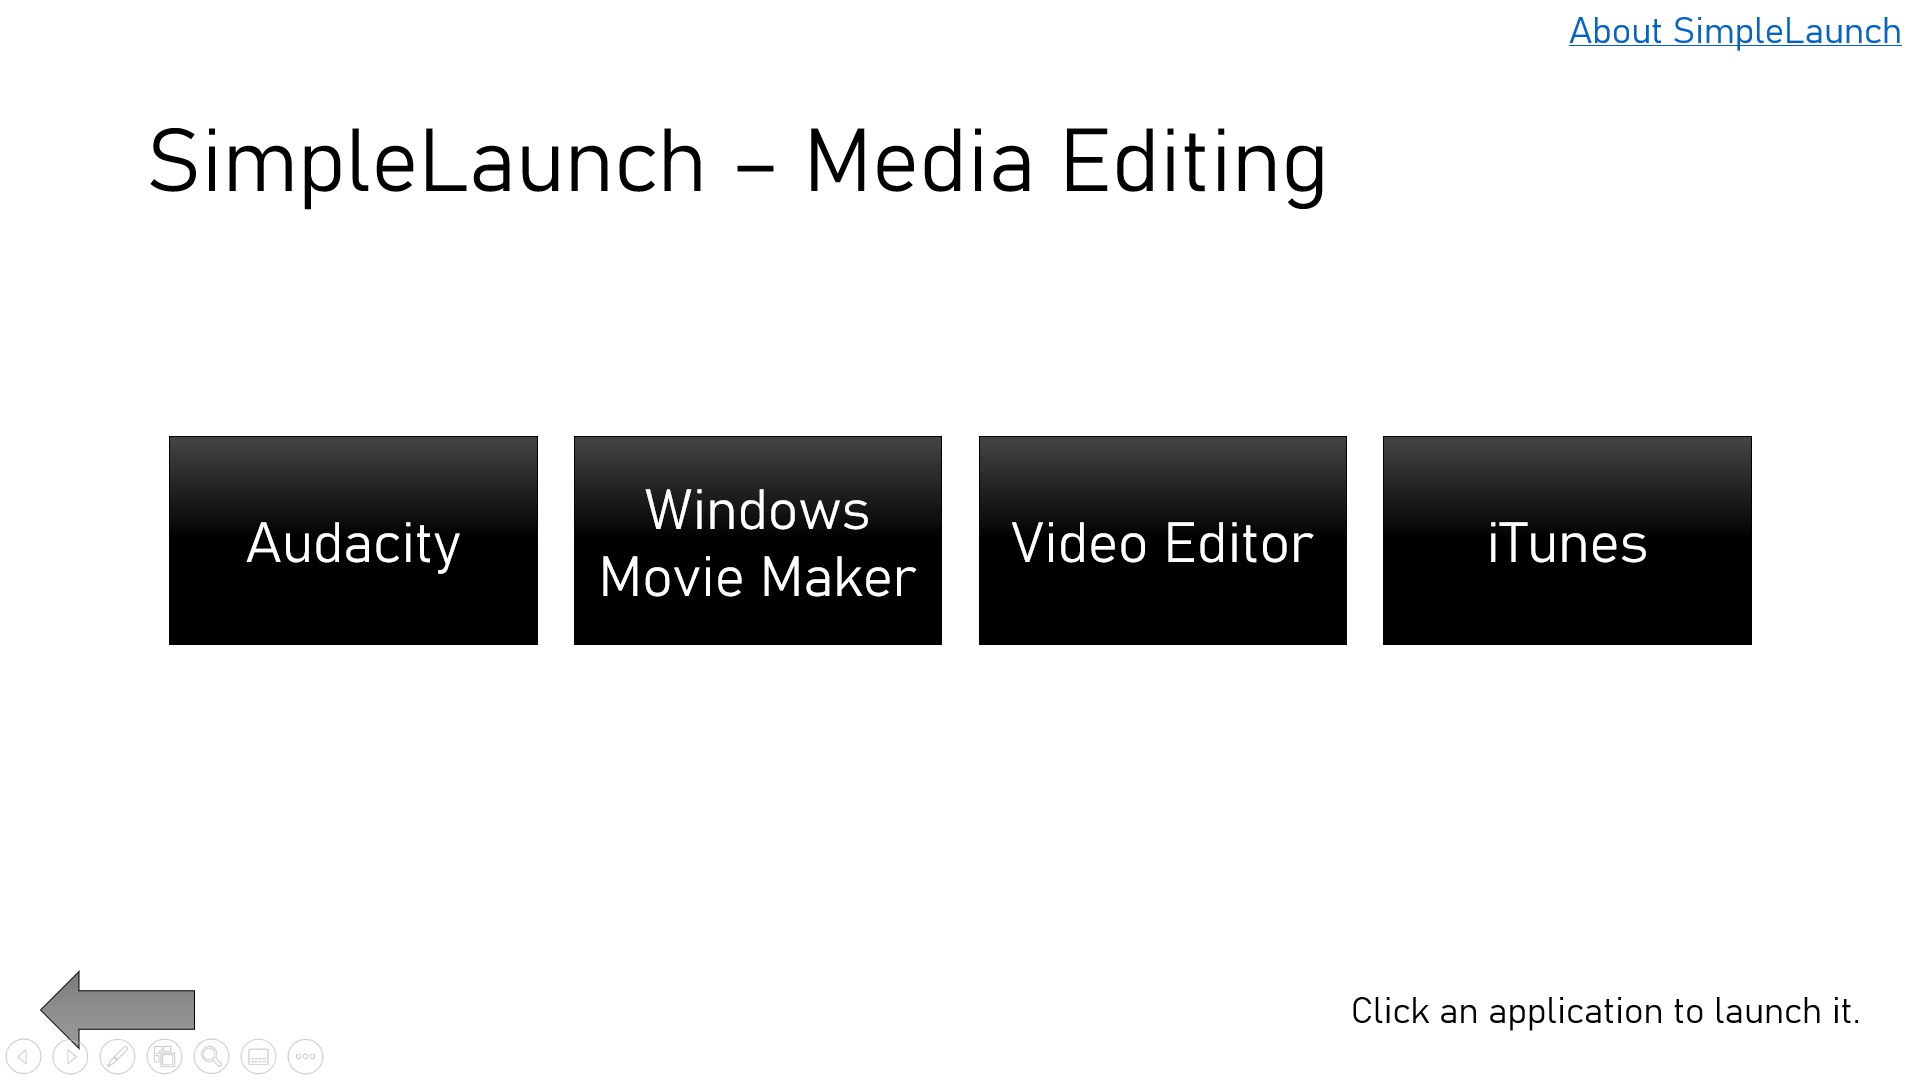 About SimpleLaunch
SimpleLaunch – Media Editing
Audacity
Windows
Movie Maker
Video Editor
iTunes
Click an application to launch it.